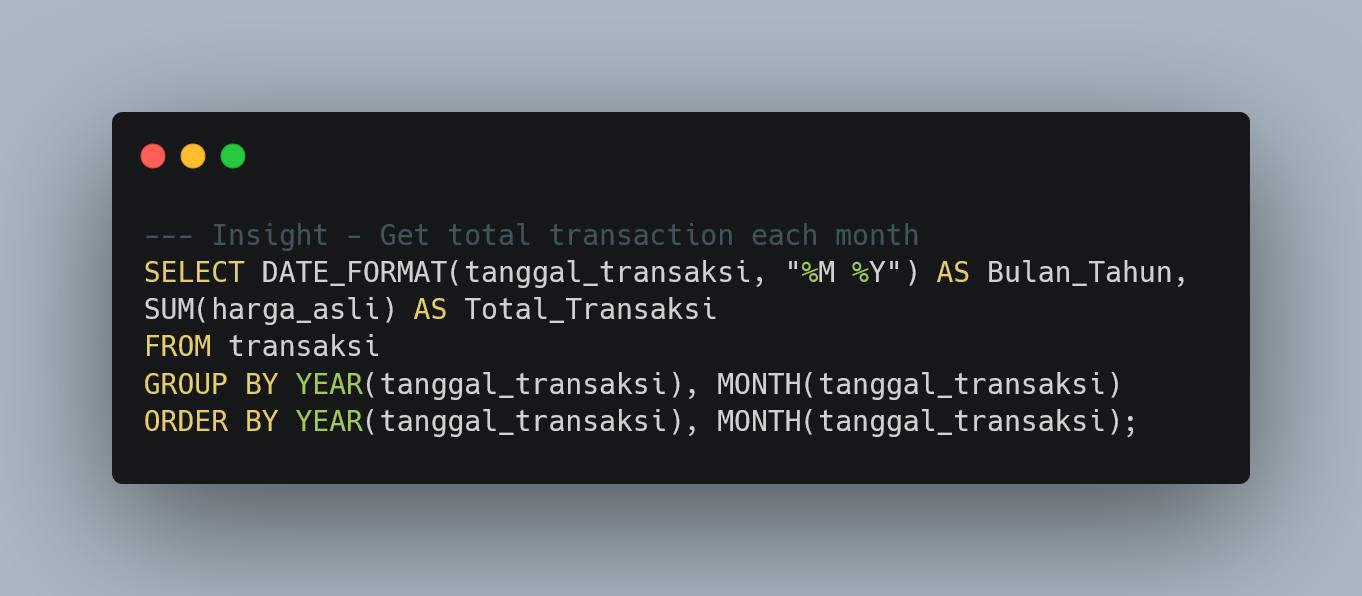 --- Insight - Get total transaction each month
SELECT DATE_FORMAT(tanggal_transaksi, "%M %Y") AS Bulan_Tahun,
SUM(harga_asli) AS Total_Transaksi
FROM transaksi
GROUP BY YEAR(tanggal_transaksi), MONTH(tanggal_transaksi)
ORDER BY YEAR(tanggal_transaksi), MONTH(tanggal_transaksi);